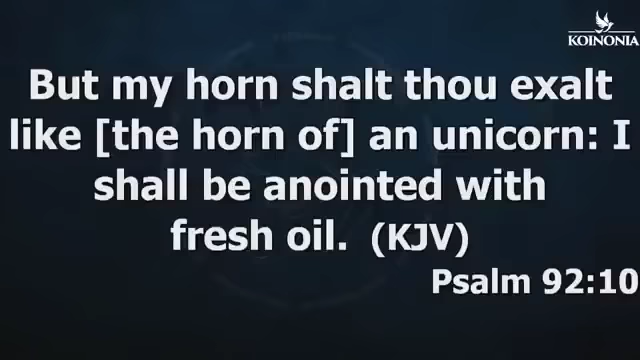 KOINONIA
But my horn shalt thou exalt
like [the horn of] an unicorn: I
shall be anointed with
fresh oil. (KJV)
Psalm 92:10